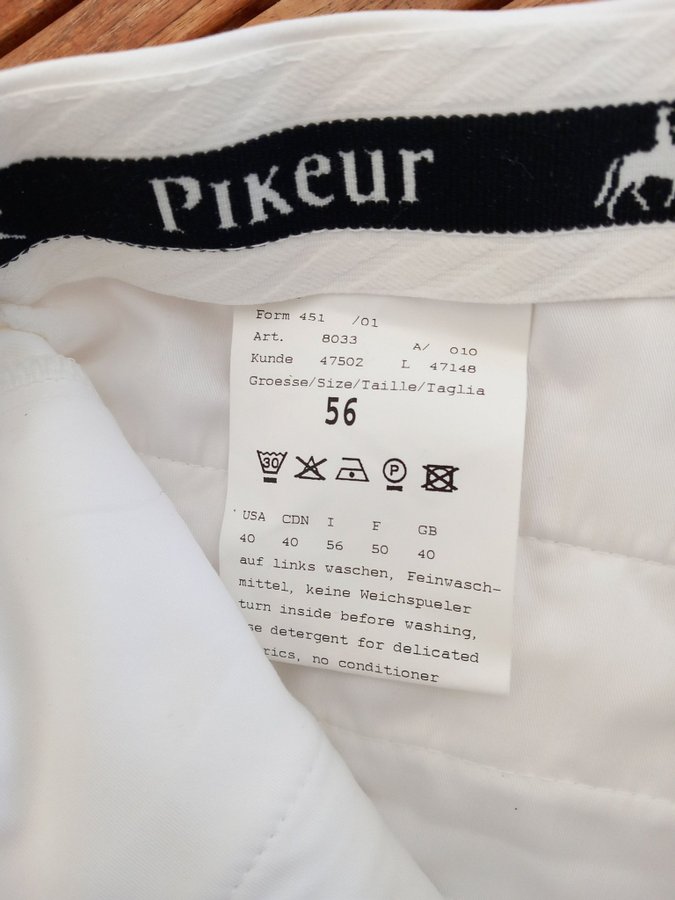 Pikeur
Form 451 /01
Art. 8033 A/ 010
Kunde 47502 L 47148
Groesse/Size/Taille/Taglia
56
30 P
USA CDN I F GB
40 40 56 50 40
auf links waschen, Feinwasch-
mittel, keine Weichspueler
turn inside before washing,
detergent for delicated
no conditioner